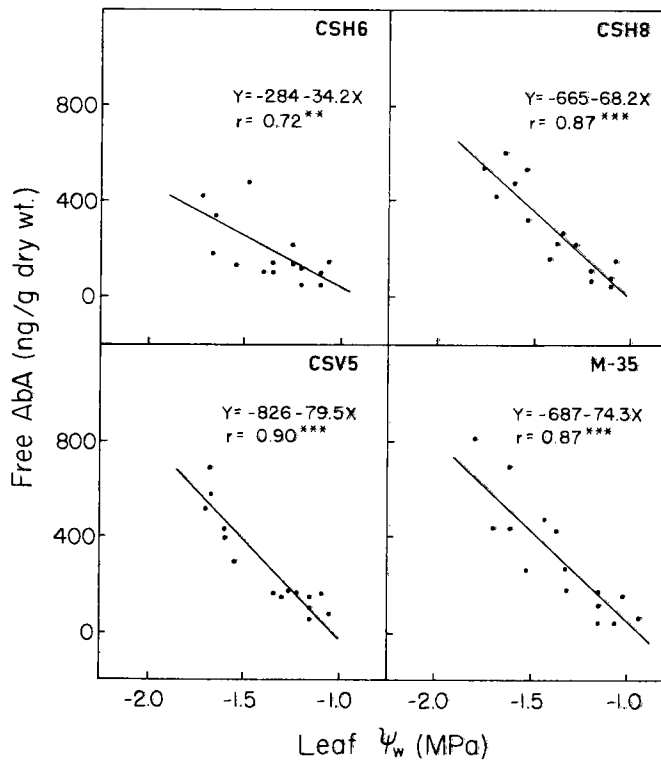 CSH6
Y= -284 -34.2X
r= 0.72**
CSH8
Y= -665-68.2X
r= 0.87***
800
400
0
CSV5
Y= -826 -79.5X
r= 0.90***
M-35
Y= -687-74.3X
r= 0.87***
800
400
0
-2.0 -1.5 -1.0 -2.0 -1.5 -1.0
Free AbA (ng/g dry wt.)
Leaf Ψw (MPa)